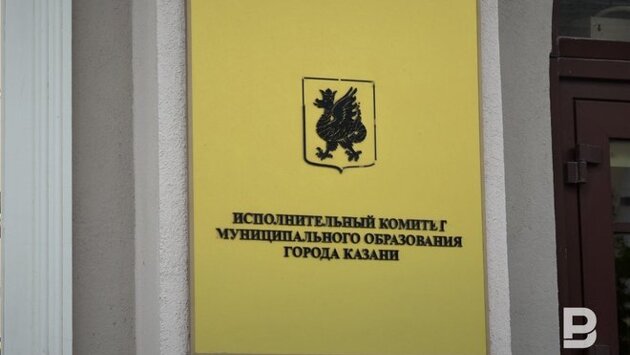 ИСПОЛНИТЕЛЬНЫЙ КОМИТЕТ
МУНИЦИПАЛЬНОГО ОБРАЗОВАНИЯ
ГОРОДА КАЗАНИ